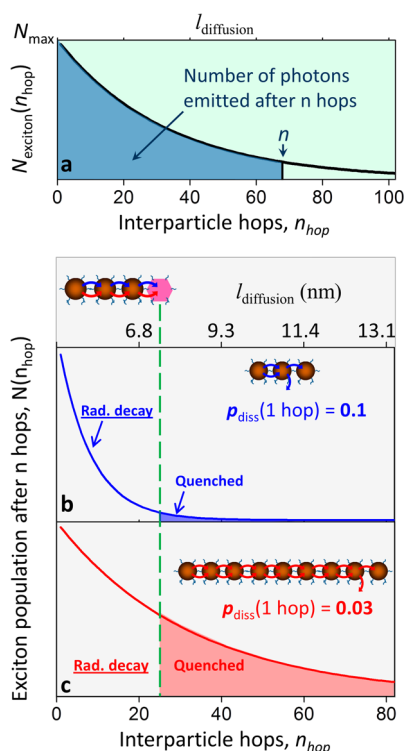 N_max l_diffusion
N_exciton(n_hop)
Number of photons
emitted after n hops
n
a
0 20 40 60 80 100
Interparticle hops, n_hop
l_diffusion (nm)
6.8 9.3 11.4 13.1
Exciton population after n hops, N(n_hop)
p_diss(1 hop) = 0.1
Rad. decay
Quenched
b
p_diss(1 hop) = 0.03
Rad. decay Quenched
c
0 20 40 60 80
Interparticle hops, n_hop